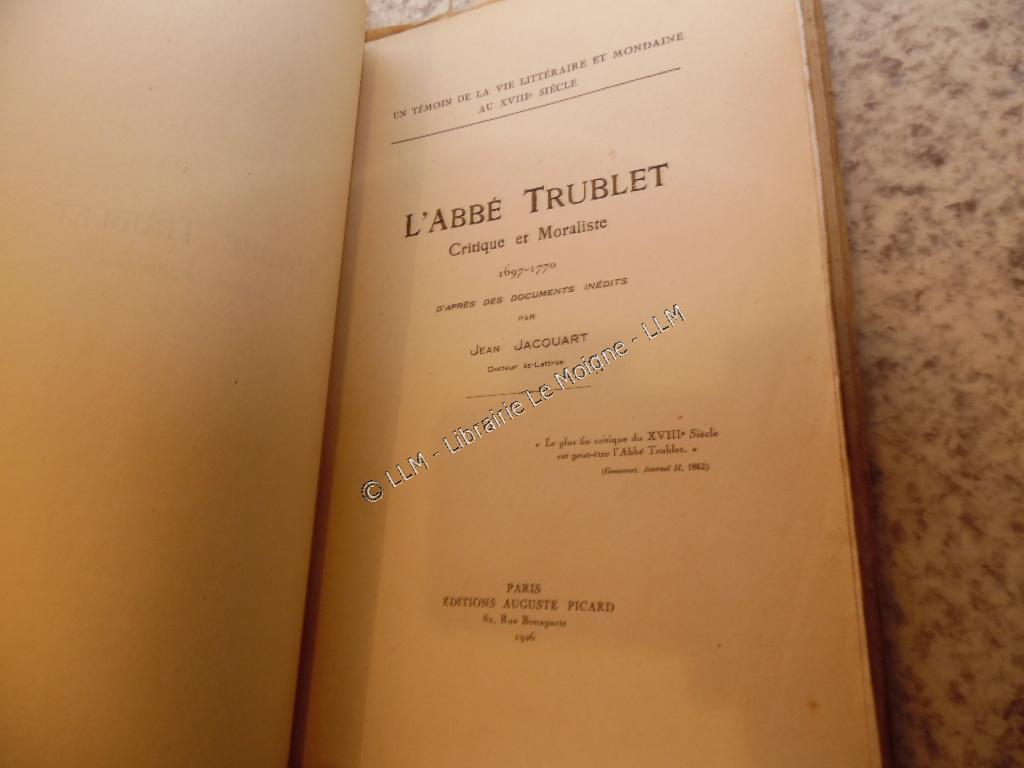 UN TÉMOIN DE LA VIE LITTÉRAIRE ET MONDAINE
AU XVIIIe SIÈCLE
L'ABBÉ TRUBLET
Critique et Moraliste
1697-1770
D'APRÈS DES DOCUMENTS INÉDITS
PAR
JEAN JACQUART
Docteur ès-Lettres
© LLM - Librairie Le Moigne - LLM
« Le plus fin critique du XVIIIe Siècle
est peut-être l'Abbé Trublet. »
(Goncourt. Journal II, 1862)
PARIS
ÉDITIONS AUGUSTE PICARD
82, Rue Bonaparte
1926